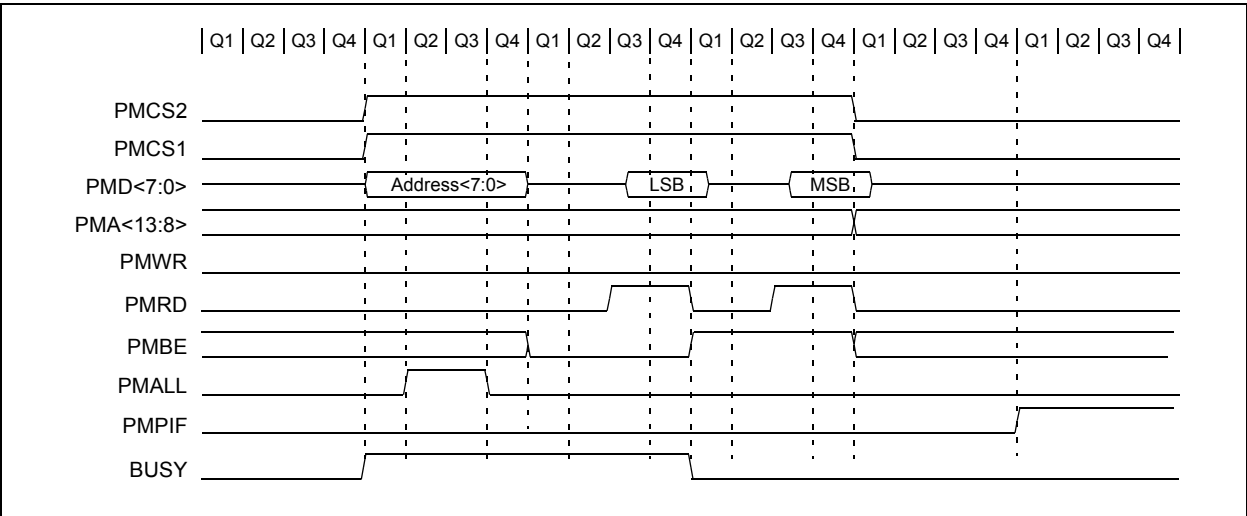 Q1 Q2 Q3 Q4 Q1 Q2 Q3 Q4 Q1 Q2 Q3 Q4 Q1 Q2 Q3 Q4 Q1 Q2 Q3 Q4 Q1 Q2 Q3 Q4
PMCS2
PMCS1
PMD<7:0> Address<7:0> LSB MSB
PMA<13:8>
PMWR
PMRD
PMBE
PMALL
PMPIF
BUSY